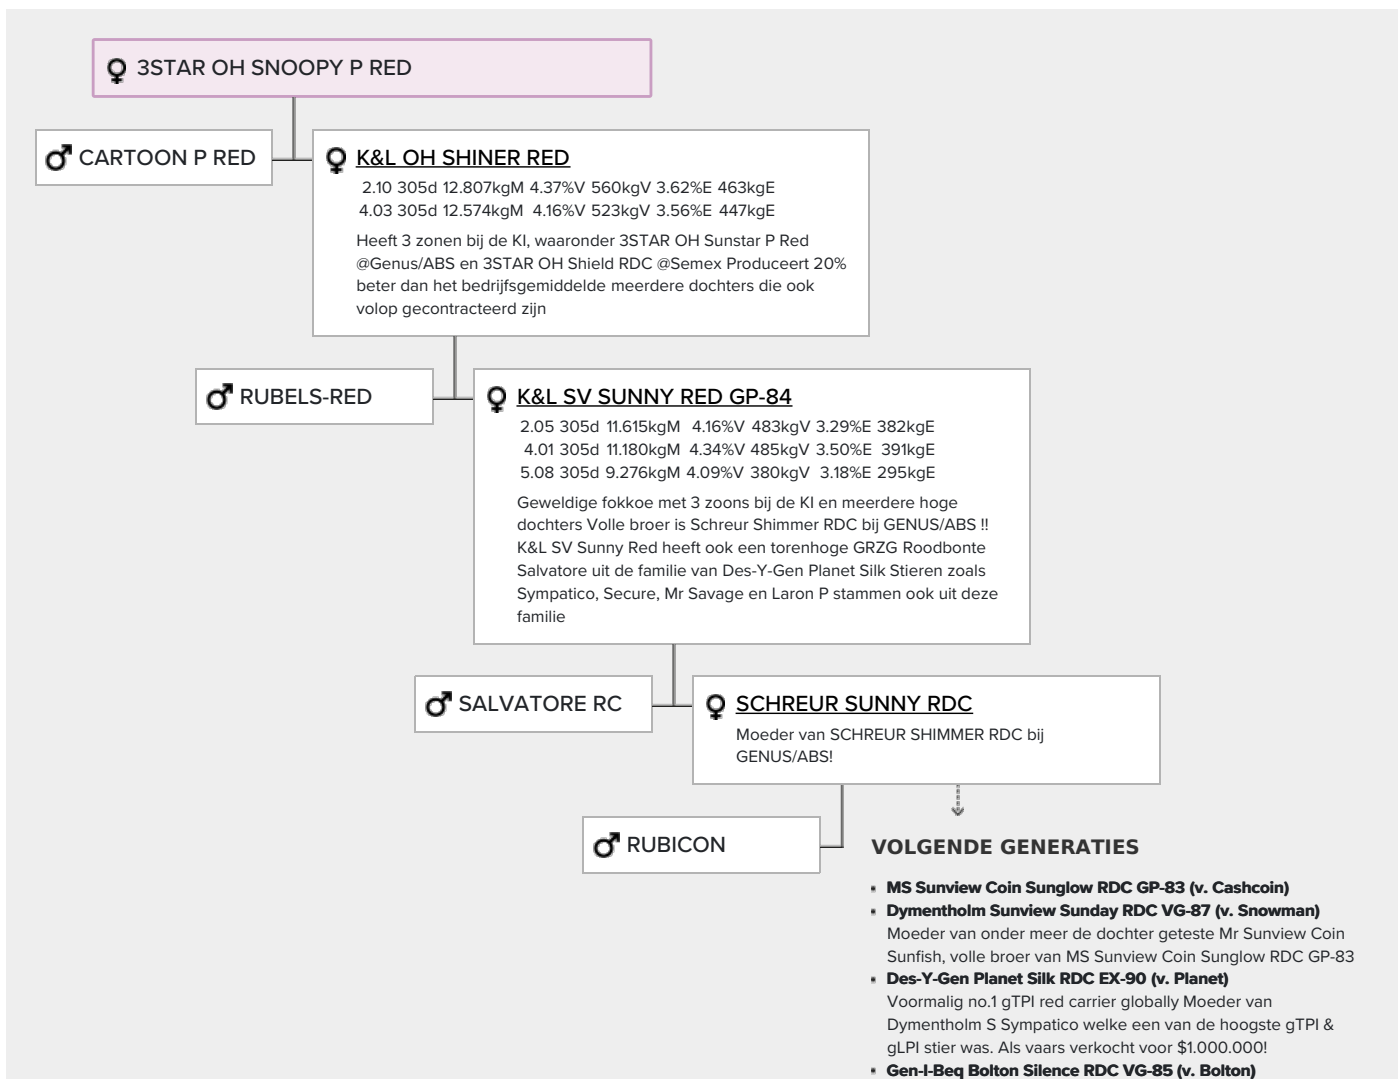 3STAR OH SNOOPY P RED
CARTOON P RED
K&L OH SHINER RED
2.10 305d 12.807kgM 4.37%V 560kgV 3.62%E 463kgE
4.03 305d 12.574kgM 4.16%V 523kgV 3.56%E 447kgE
Heeft 3 zonen bij de KI, waaronder 3STAR OH Sunstar P Red
@Genus/ABS en 3STAR OH Shield RDC @Semex Produceert 20%
beter dan het bedrijfsgemiddelde meerdere dochters die ook
volop gecontracteerd zijn
RUBELS-RED
K&L SV SUNNY RED GP-84
2.05 305d 11.615kgM 4.16%V 483kgV 3.29%E 382kgE
4.01 305d 11.180kgM 4.34%V 485kgV 3.50%E 391kgE
5.08 305d 9.276kgM 4.09%V 380kgV 3.18%E 295kgE
Geweldige fokkoe met 3 zoons bij de KI en meerdere hoge
dochters Volle broer is Schreur Shimmer RDC bij GENUS/ABS !!
K&L SV Sunny Red heeft ook een torenhoge GRZG Roodbonte
Salvatore uit de familie van Des-Y-Gen Planet Silk Stieren zoals
Sympatico, Secure, Mr Savage en Laron P stammen ook uit deze
familie
SALVATORE RC
SCHREUR SUNNY RDC
Moeder van SCHREUR SHIMMER RDC bij
GENUS/ABS!
RUBICON
VOLGENDE GENERATIES
MS Sunview Coin Sunglow RDC GP-83 (v. Cashcoin)
Dymentholm Sunview Sunday RDC VG-87 (v. Snowman)
Moeder van onder meer de dochter geteste Mr Sunview Coin
Sunfish, volle broer van MS Sunview Coin Sunglow RDC GP-83
Des-Y-Gen Planet Silk RDC EX-90 (v. Planet)
Voormalig no.1 gTPI red carrier globally Moeder van
Dymentholm S Sympatico welke een van de hoogste gTPI &
gLPI stier was. Als vaars verkocht voor $1.000.000!
Gen-I-Beq Bolton Silence RDC VG-85 (v. Bolton)